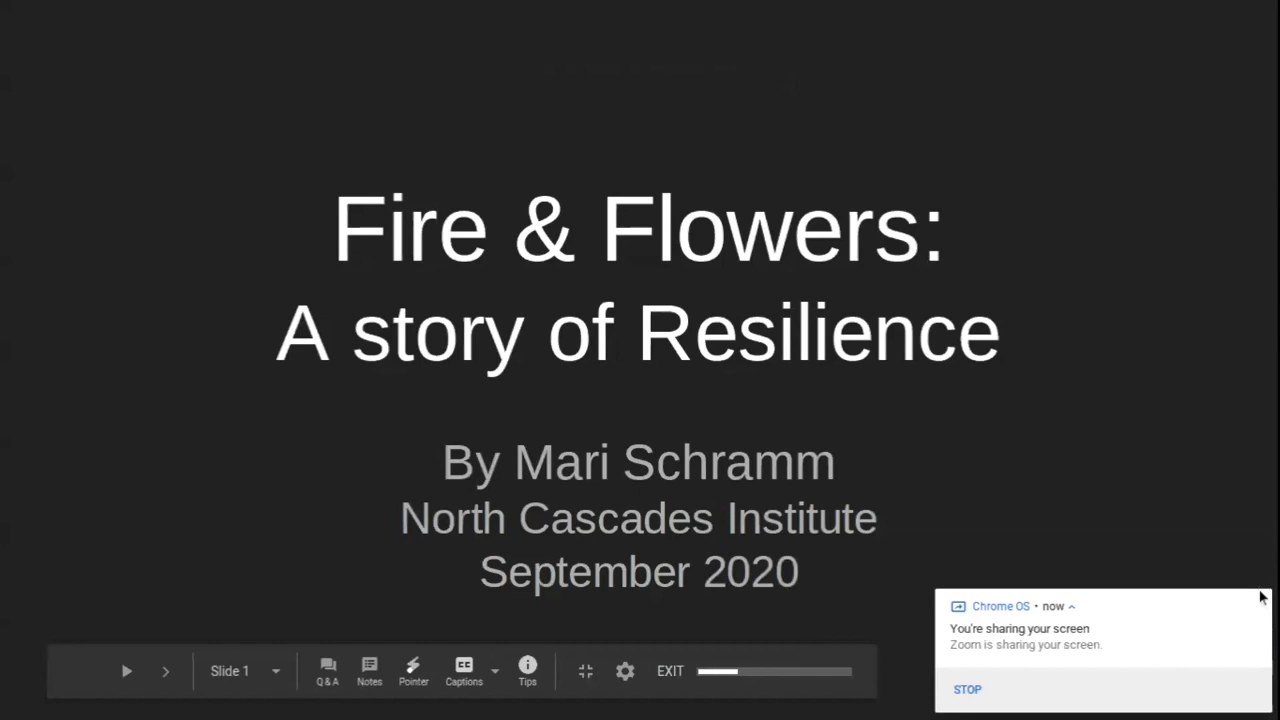 Fire & Flowers:
A story of Resilience
By Mari Schramm
North Cascades Institute
September 2020
Chrome OS • now
You're sharing your screen
Zoom is sharing your screen.
STOP
Slide 1
Q & A
Notes
Pointer
Captions
Tips
EXIT